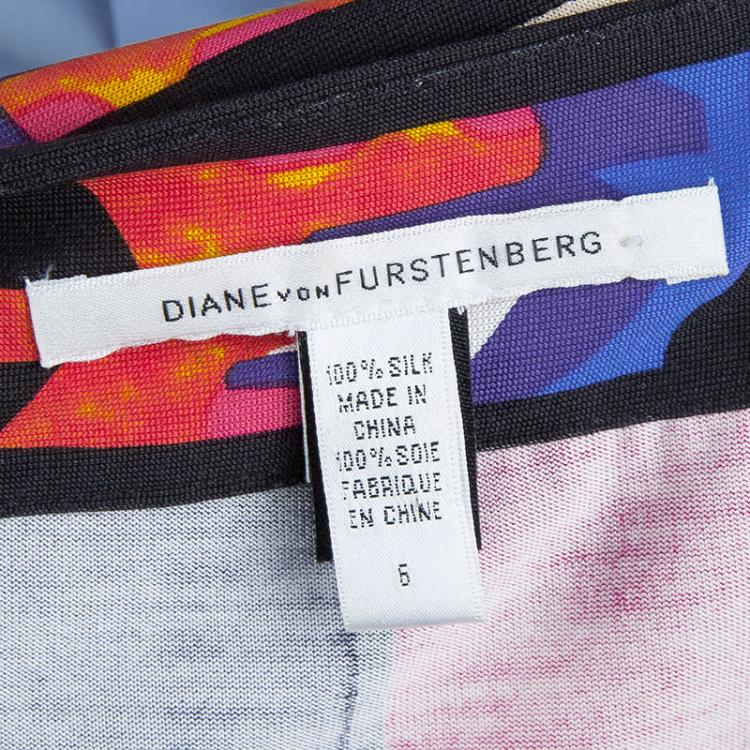 DIANE VON FURSTENBERG
100% SILK
MADE IN
CHINA
100% SOIE
FABRIQUE
EN CHINE
6